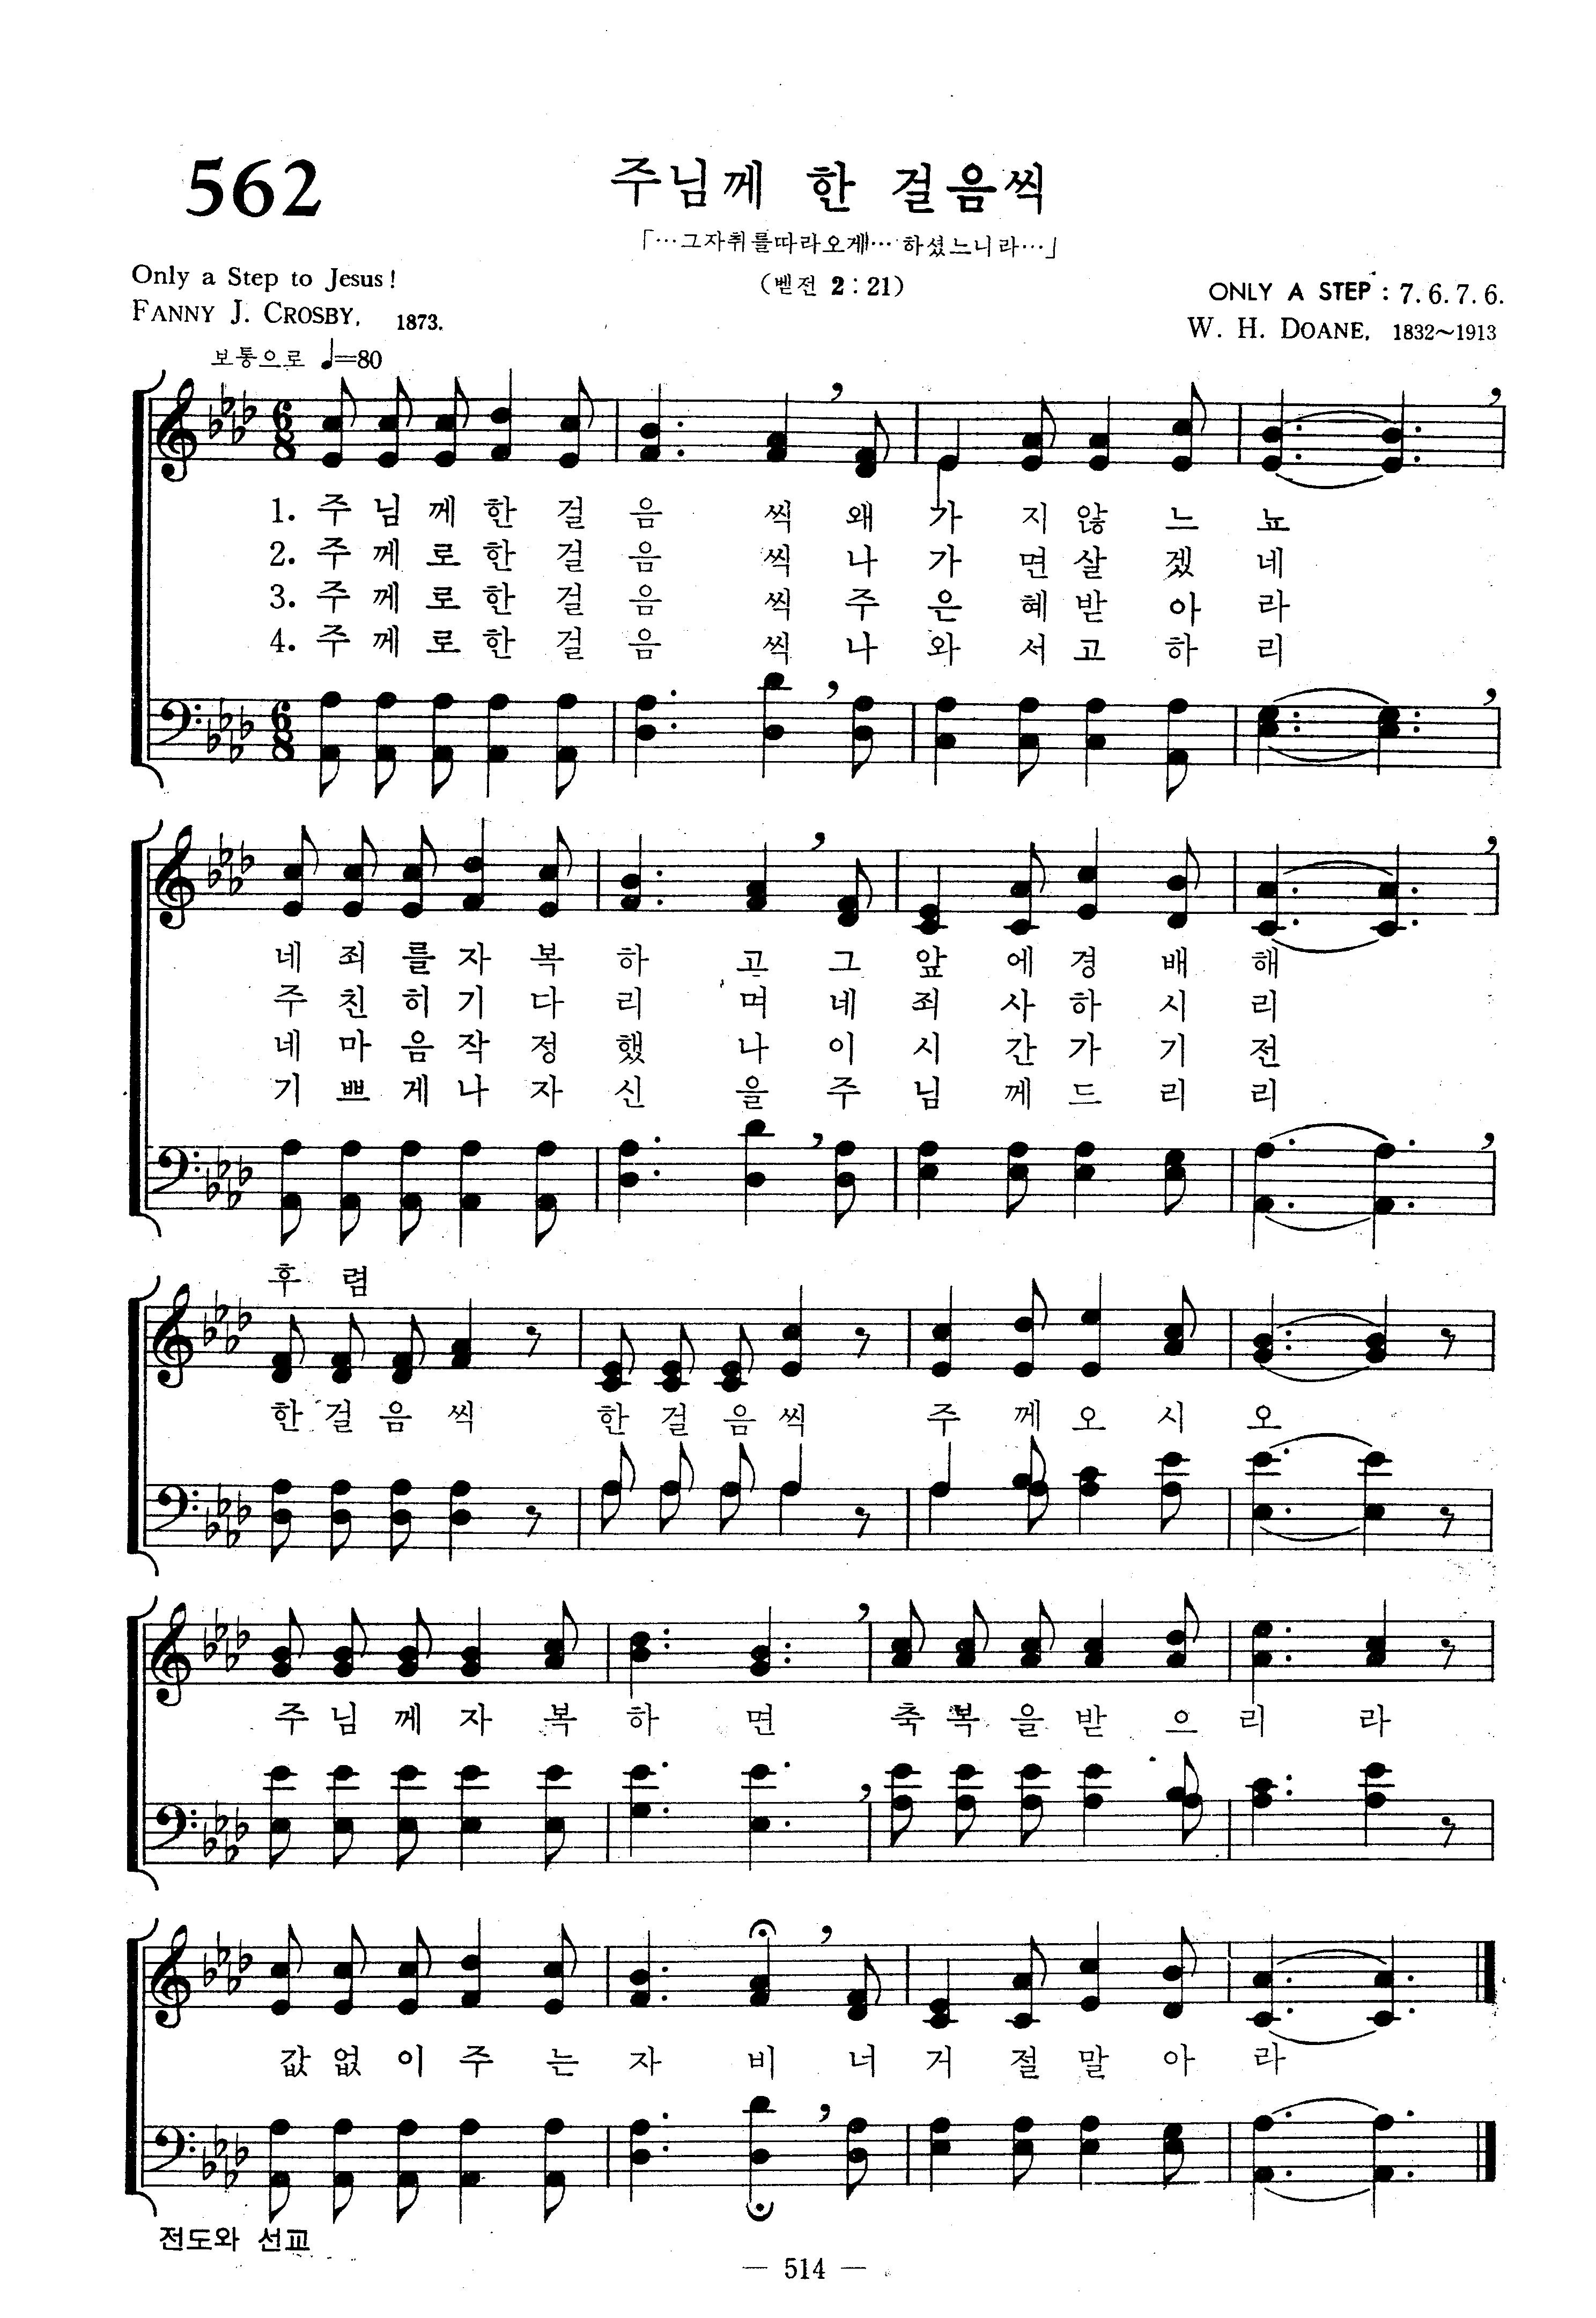 562
주님께 한 걸음씩
「…그자취를따라오게…하셨느니라…」
(벧전 2:21)
Only a Step to Jesus!
FANNY J. CROSBY, 1873.
ONLY A STEP : 7. 6. 7. 6.
W. H. DOANE, 1832~1913
보통으로 ♩=80
1. 주 님 께 한 걸 음 씩 왜 가 지 않 느 뇨
2. 주 께 로 한 걸 음 씩 나 가 면 살 겠 네
3. 주 께 로 한 걸 음 씩 주 은 혜 받 아 라
4. 주 께 로 한 걸 음 씩 나 와 서 고 하 리
네 죄 를 자 복 하 고 그 앞 에 경 배 해
주 친 히 기 다 리 며 네 죄 사 하 시 리
네 마 음 작 정 했 나 이 시 간 가 기 전
기 쁘 게 나 자 신 을 주 님 께 드 리 리
후 렴
한 걸 음 씩 한 걸 음 씩 주 께 오 시 오
주 님 께 자 복 하 면 축 복 을 받 으 리 라
값 없 이 주 는 자 비 너 거 절 말 아 라
전도와 선교
— 514 —